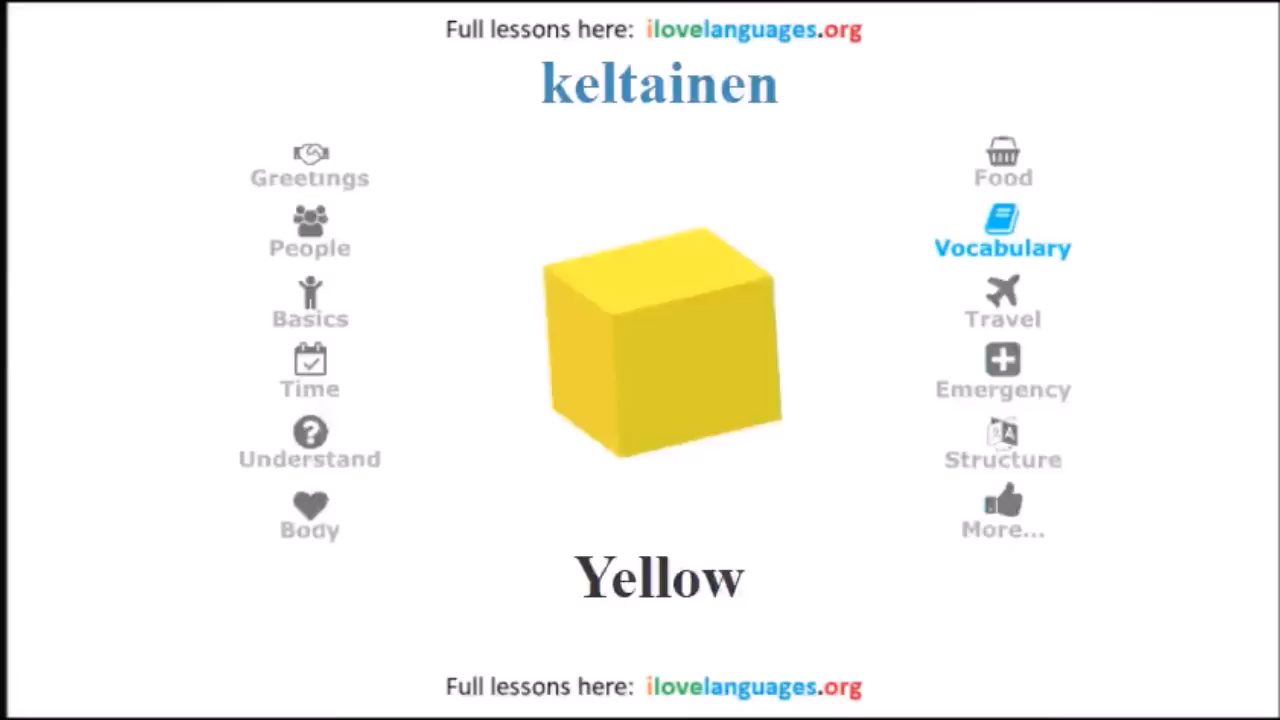 Full lessons here: ilovelanguages.org
keltainen
Greetings
People
Basics
Time
Understand
Body
Food
Vocabulary
Travel
Emergency
Structure
More...
Yellow
Full lessons here: ilovelanguages.org